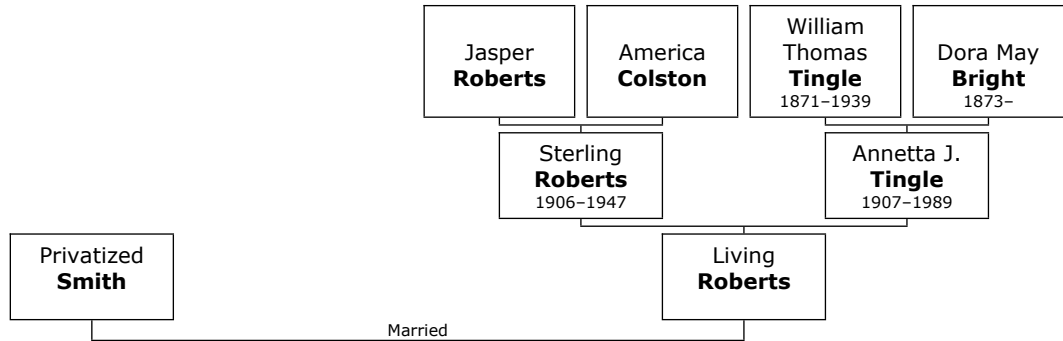 Jasper
Roberts
America
Colston
William
Thomas
Tingle
1871–1939
Dora May
Bright
1873–
Sterling
Roberts
1906–1947
Annetta J.
Tingle
1907–1989
Privatized
Smith
Living
Roberts
Married